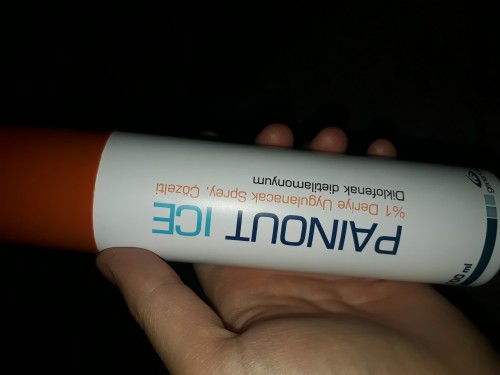 PAINOUT ICE
%1 Deriye Uygulanacak Sprey, Çözelti
Diklofenak dietilamonyum